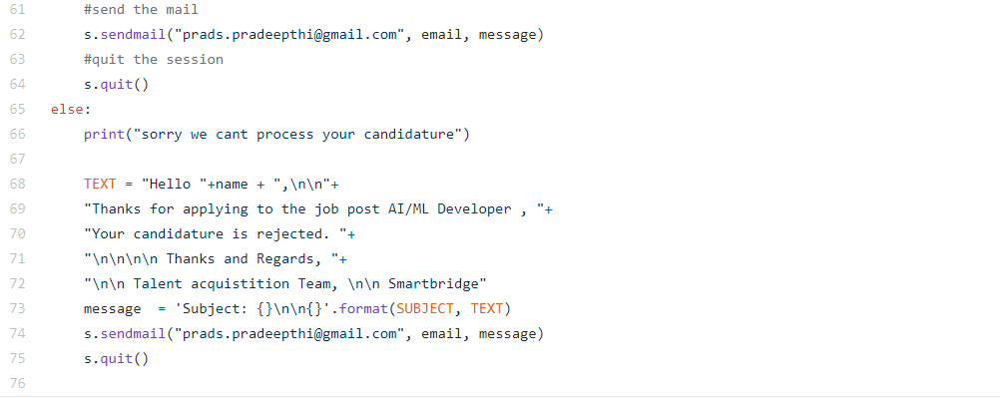 61 #send the mail
62 s.sendmail("prads.pradeepthi@gmail.com", email, message)
63 #quit the session
64 s.quit()
65 else:
66 print("sorry we cant process your candidature")
67
68 TEXT = "Hello "+name + ",\n\n"+
69 "Thanks for applying to the job post AI/ML Developer , "+
70 "Your candidature is rejected. "+
71 "\n\n\n\n Thanks and Regards, "+
72 "\n\n Talent acquistition Team, \n\n Smartbridge"
73 message  = 'Subject: {}\n\n{}'.format(SUBJECT, TEXT)
74 s.sendmail("prads.pradeepthi@gmail.com", email, message)
75 s.quit()
76